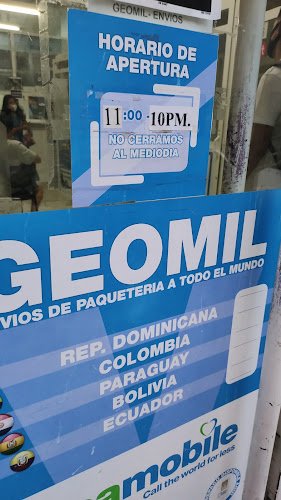 GEOMIL- ENVIOS
HORARIO DE
APERTURA
11:00 -10PM.
NO CERRAMOS
AL MEDIODIA
GEOMIL
VIOS DE PAQUETERIA A TODO EL MUNDO
REP. DOMINICANA
COLOMBIA
PARAGUAY
BOLIVIA
ECUADOR
amobile
Call the world for less